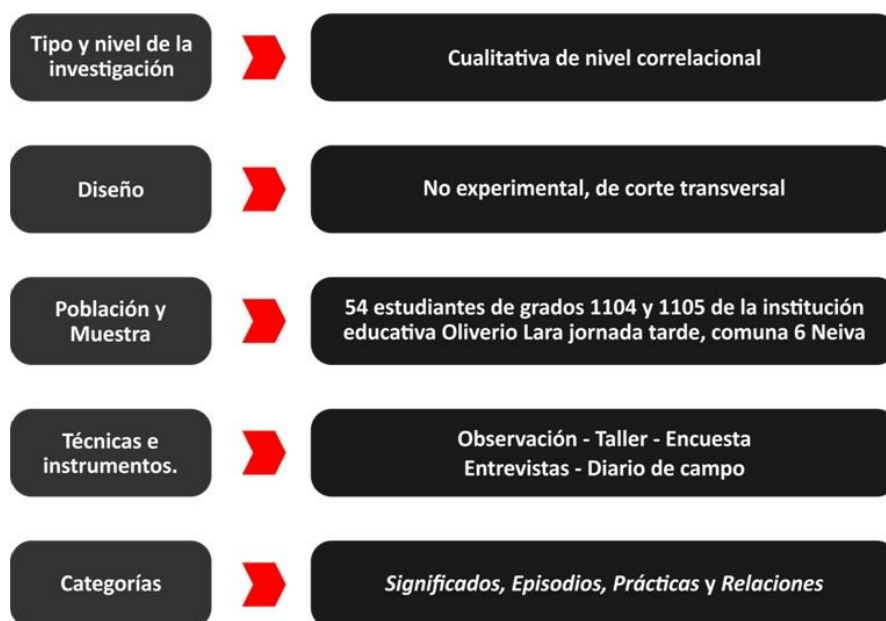 Tipo y nivel de la
investigación
Cualitativa de nivel correlacional
Diseño
No experimental, de corte transversal
Población y
Muestra
54 estudiantes de grados 1104 y 1105 de la institución
educativa Oliverio Lara jornada tarde, comuna 6 Neiva
Técnicas e
instrumentos.
Observación - Taller - Encuesta
Entrevistas - Diario de campo
Categorías
Significados, Episodios, Prácticas y Relaciones